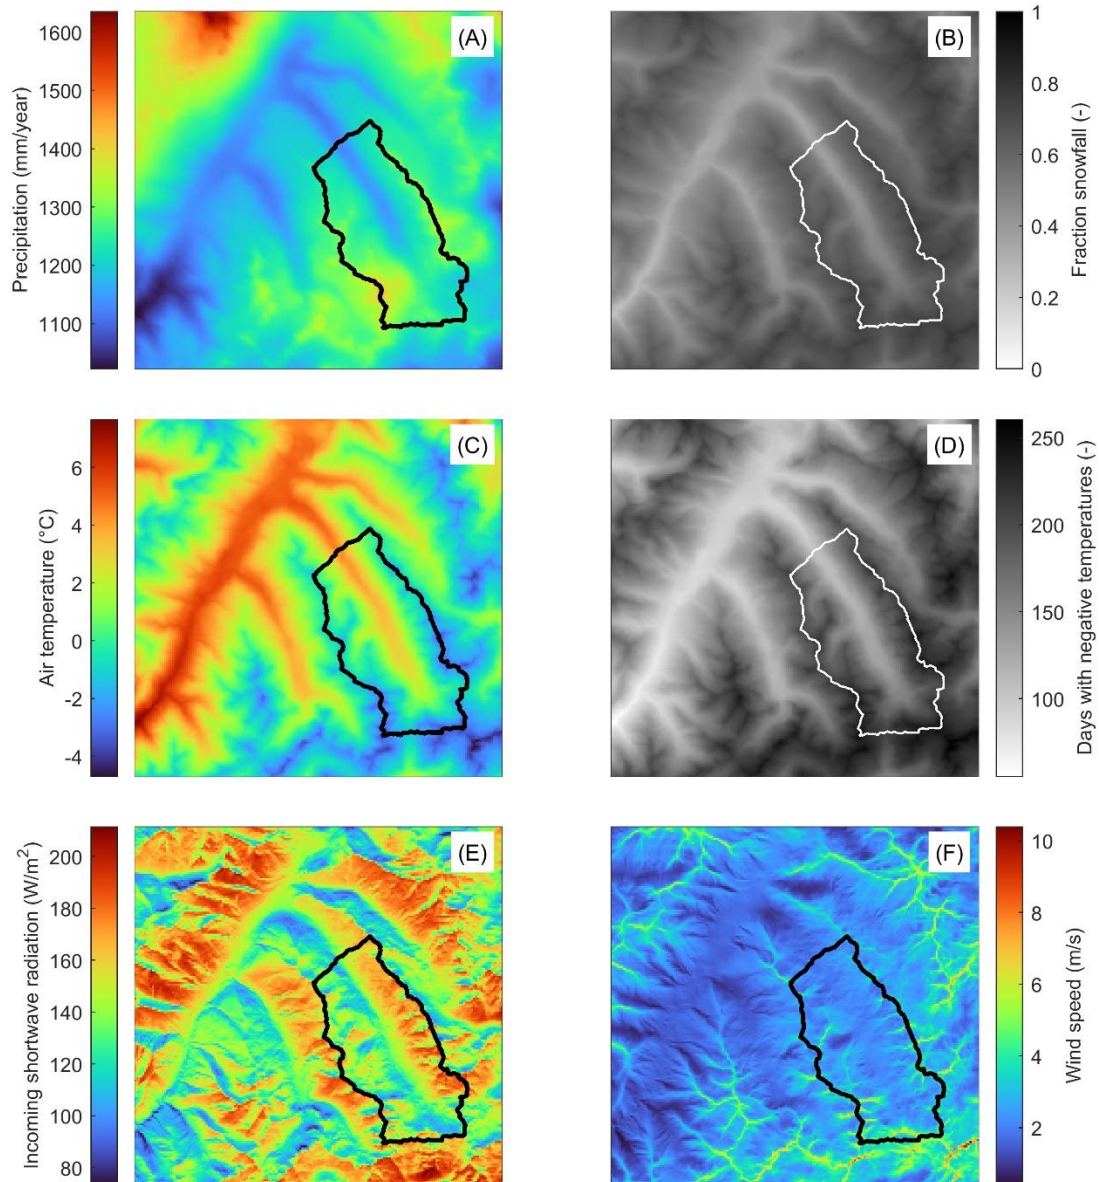 Precipitation (mm/year)
1600
1500
1400
1300
1200
1100
(A)
(B)
1
0.8
0.6
0.4
0.2
0
Fraction snowfall (-)
Air temperature (°C)
6
4
2
0
-2
-4
(C)
(D)
250
200
150
100
Days with negative temperatures (-)
Incoming shortwave radiation (W/m²)
200
180
160
140
120
100
80
(E)
(F)
10
8
6
4
2
Wind speed (m/s)